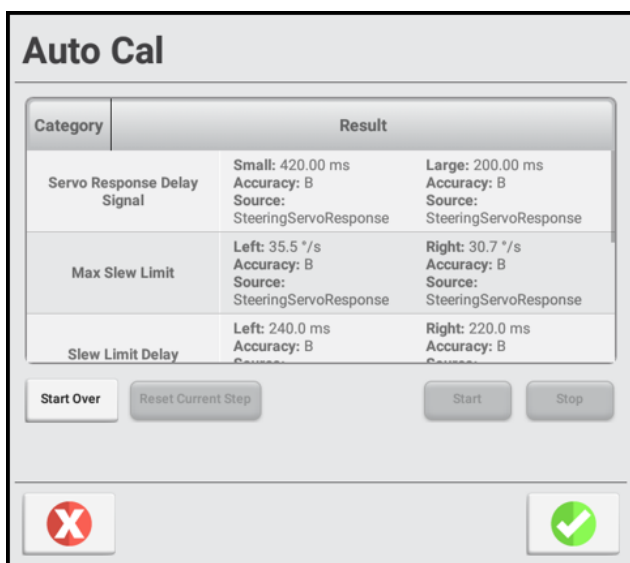 Auto Cal
Category Result
Servo Response Delay
Signal
Small: 420.00 ms
Accuracy: B
Source:
SteeringServoResponse
Large: 200.00 ms
Accuracy: B
Source:
SteeringServoResponse
Max Slew Limit
Left: 35.5 °/s
Accuracy: B
Source:
SteeringServoResponse
Right: 30.7 °/s
Accuracy: B
Source:
SteeringServoResponse
Slew Limit Delay
Left: 240.0 ms
Accuracy: B
Source:
Right: 220.0 ms
Accuracy: B
Source:
Start Over
Reset Current Step
Start
Stop